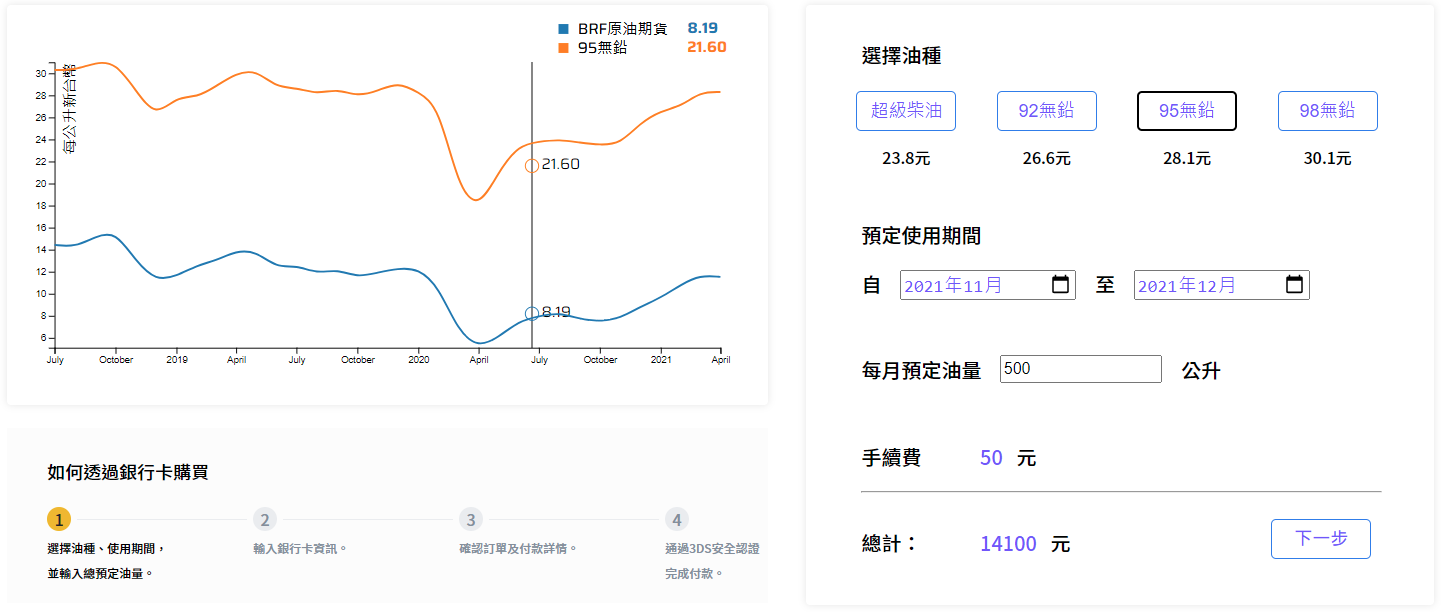 BRF原油期貨 8.19
95無鉛 21.60
每公升新台幣
30
28
26
24
22
20
18
16
14
12
10
8
6
21.60
8.19
July October 2019 April July October 2020 April July October 2021 April
如何透過銀行卡購買
1 2 3 4
選擇油種、使用期間， 輸入銀行卡資訊。 確認訂單及付款詳情。 通過3DS安全認證
並輸入總預定油量。 完成付款。
選擇油種
超級柴油 92無鉛 95無鉛 98無鉛
23.8元 26.6元 28.1元 30.1元
預定使用期間
自 2021年11月 至 2021年12月
每月預定油量 500 公升
手續費 50 元
總計： 14100 元 下一步